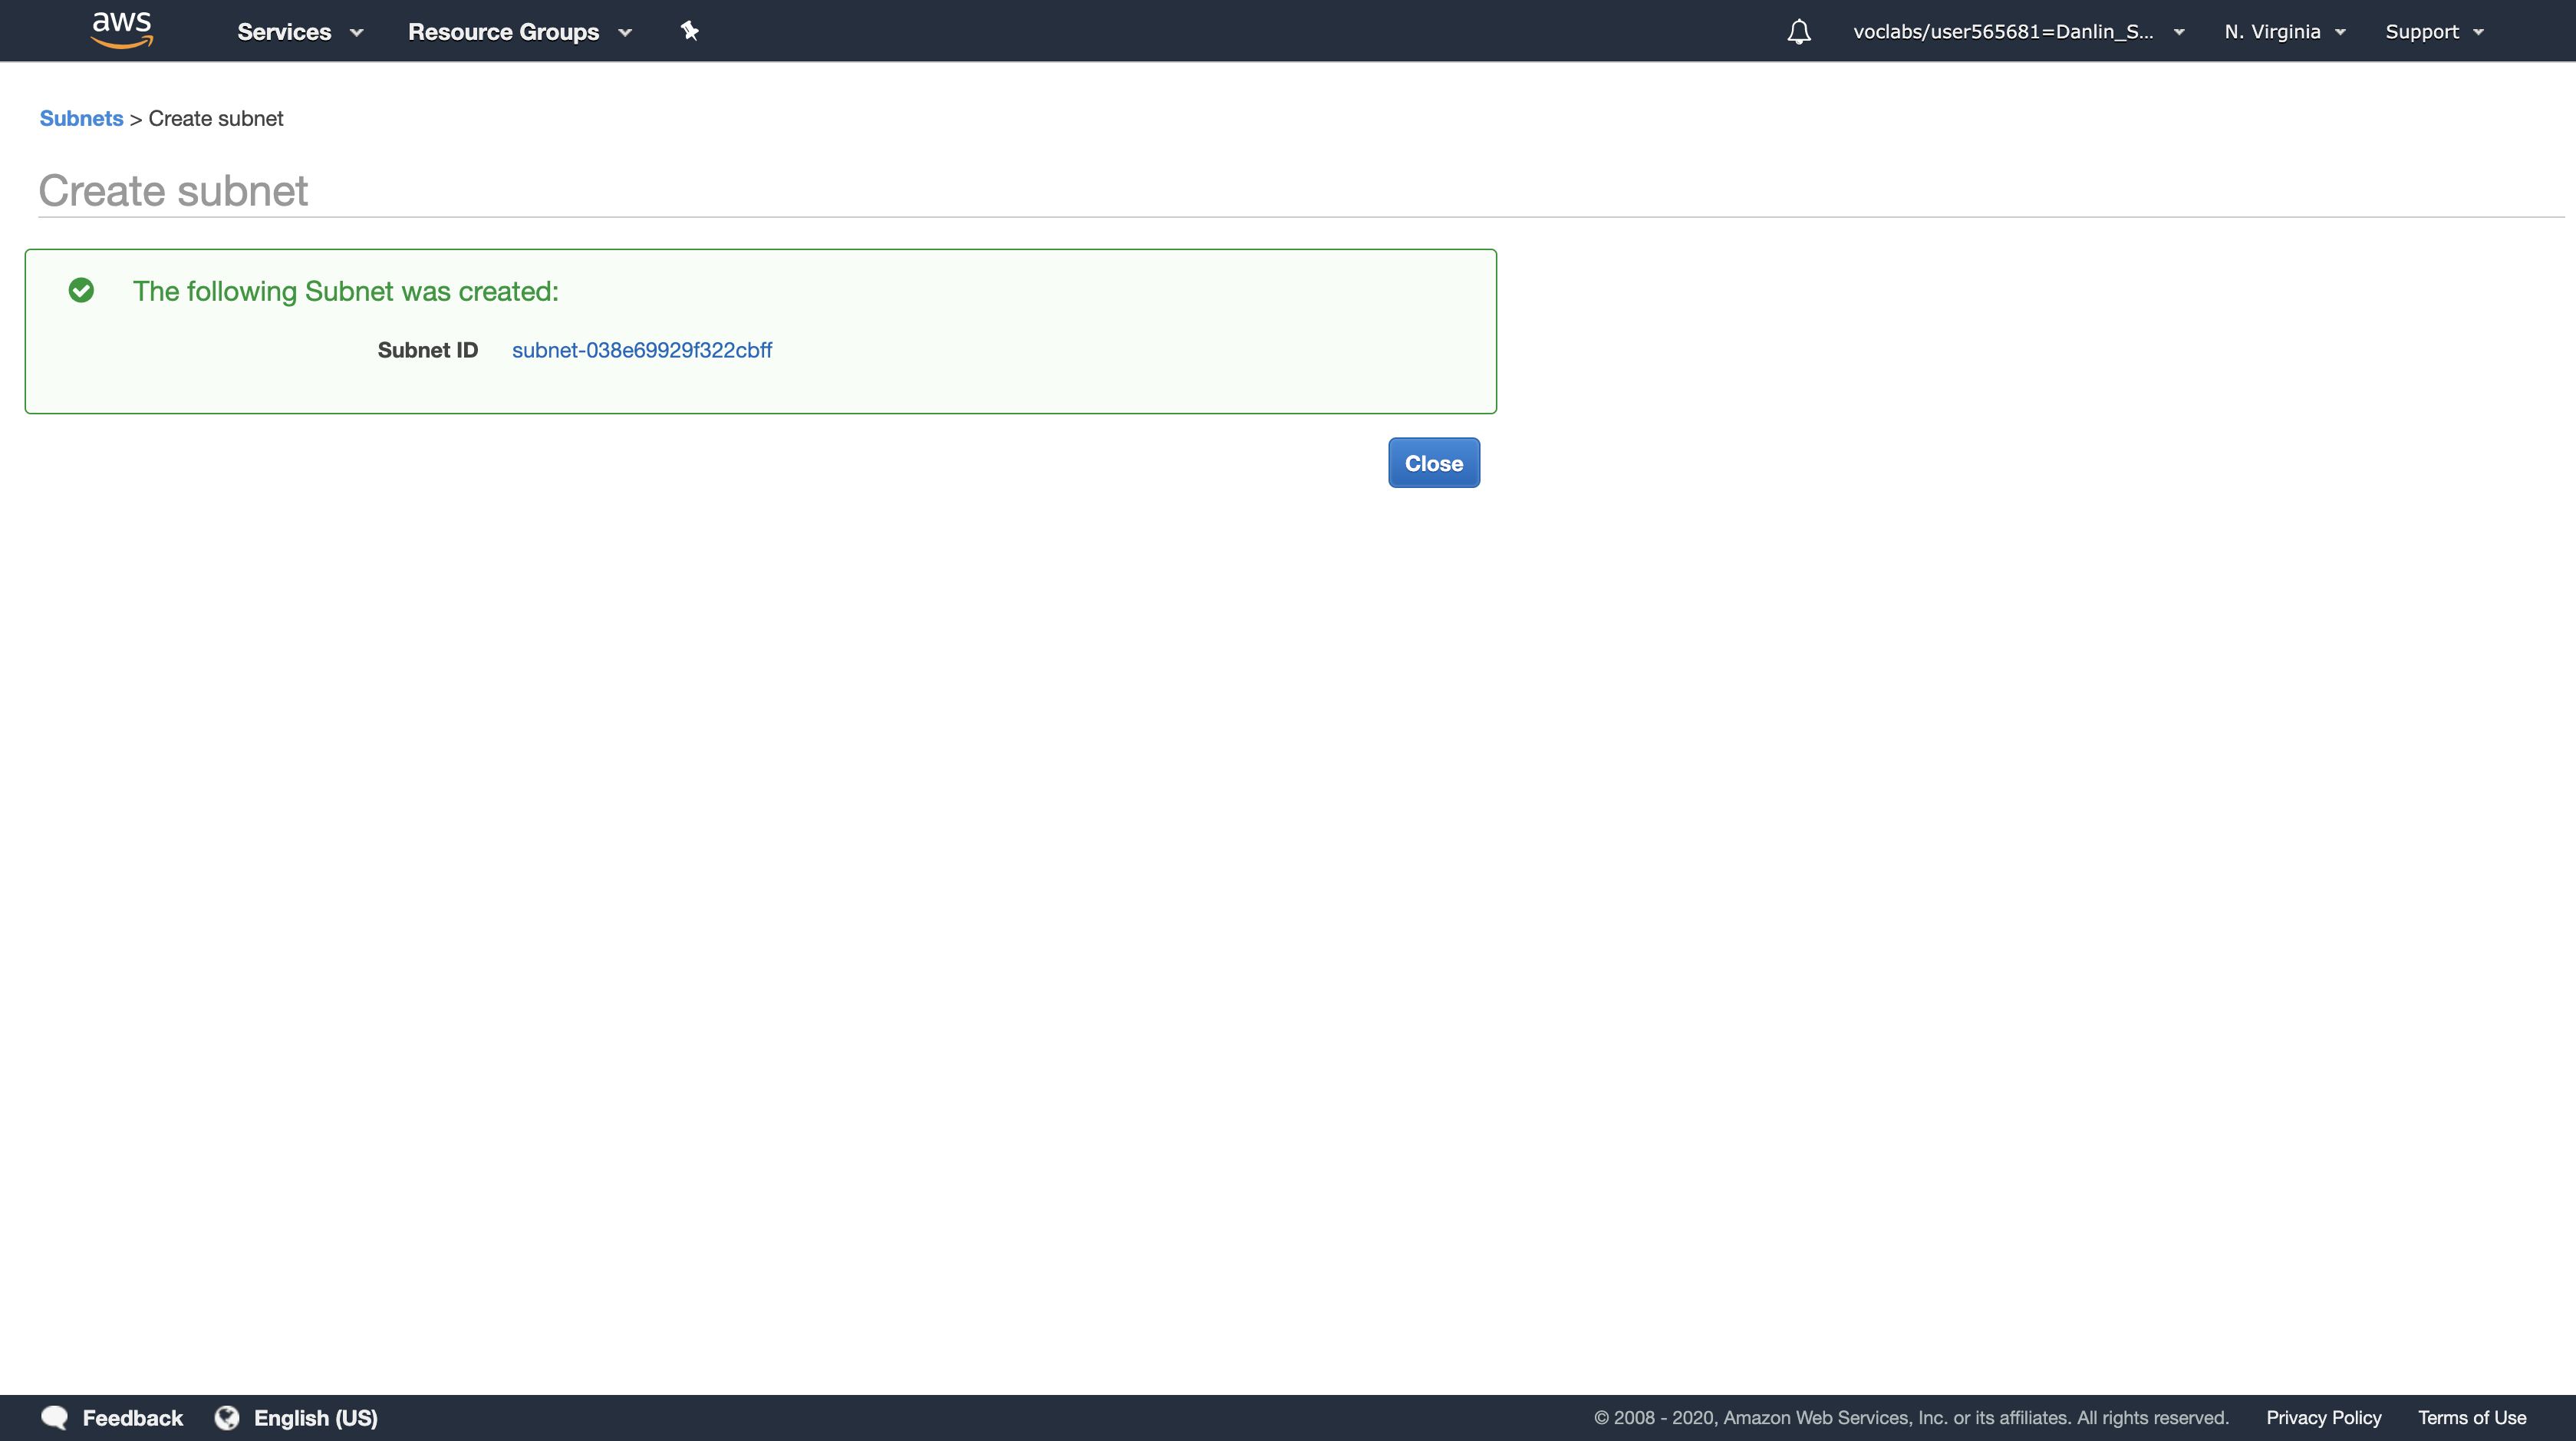 aws Services Resource Groups voclabs/user565681=Danlin_S... N. Virginia Support
Subnets > Create subnet
Create subnet
The following Subnet was created:
Subnet ID subnet-038e69929f322cbff
Close
Feedback English (US) © 2008 - 2020, Amazon Web Services, Inc. or its affiliates. All rights reserved. Privacy Policy Terms of Use